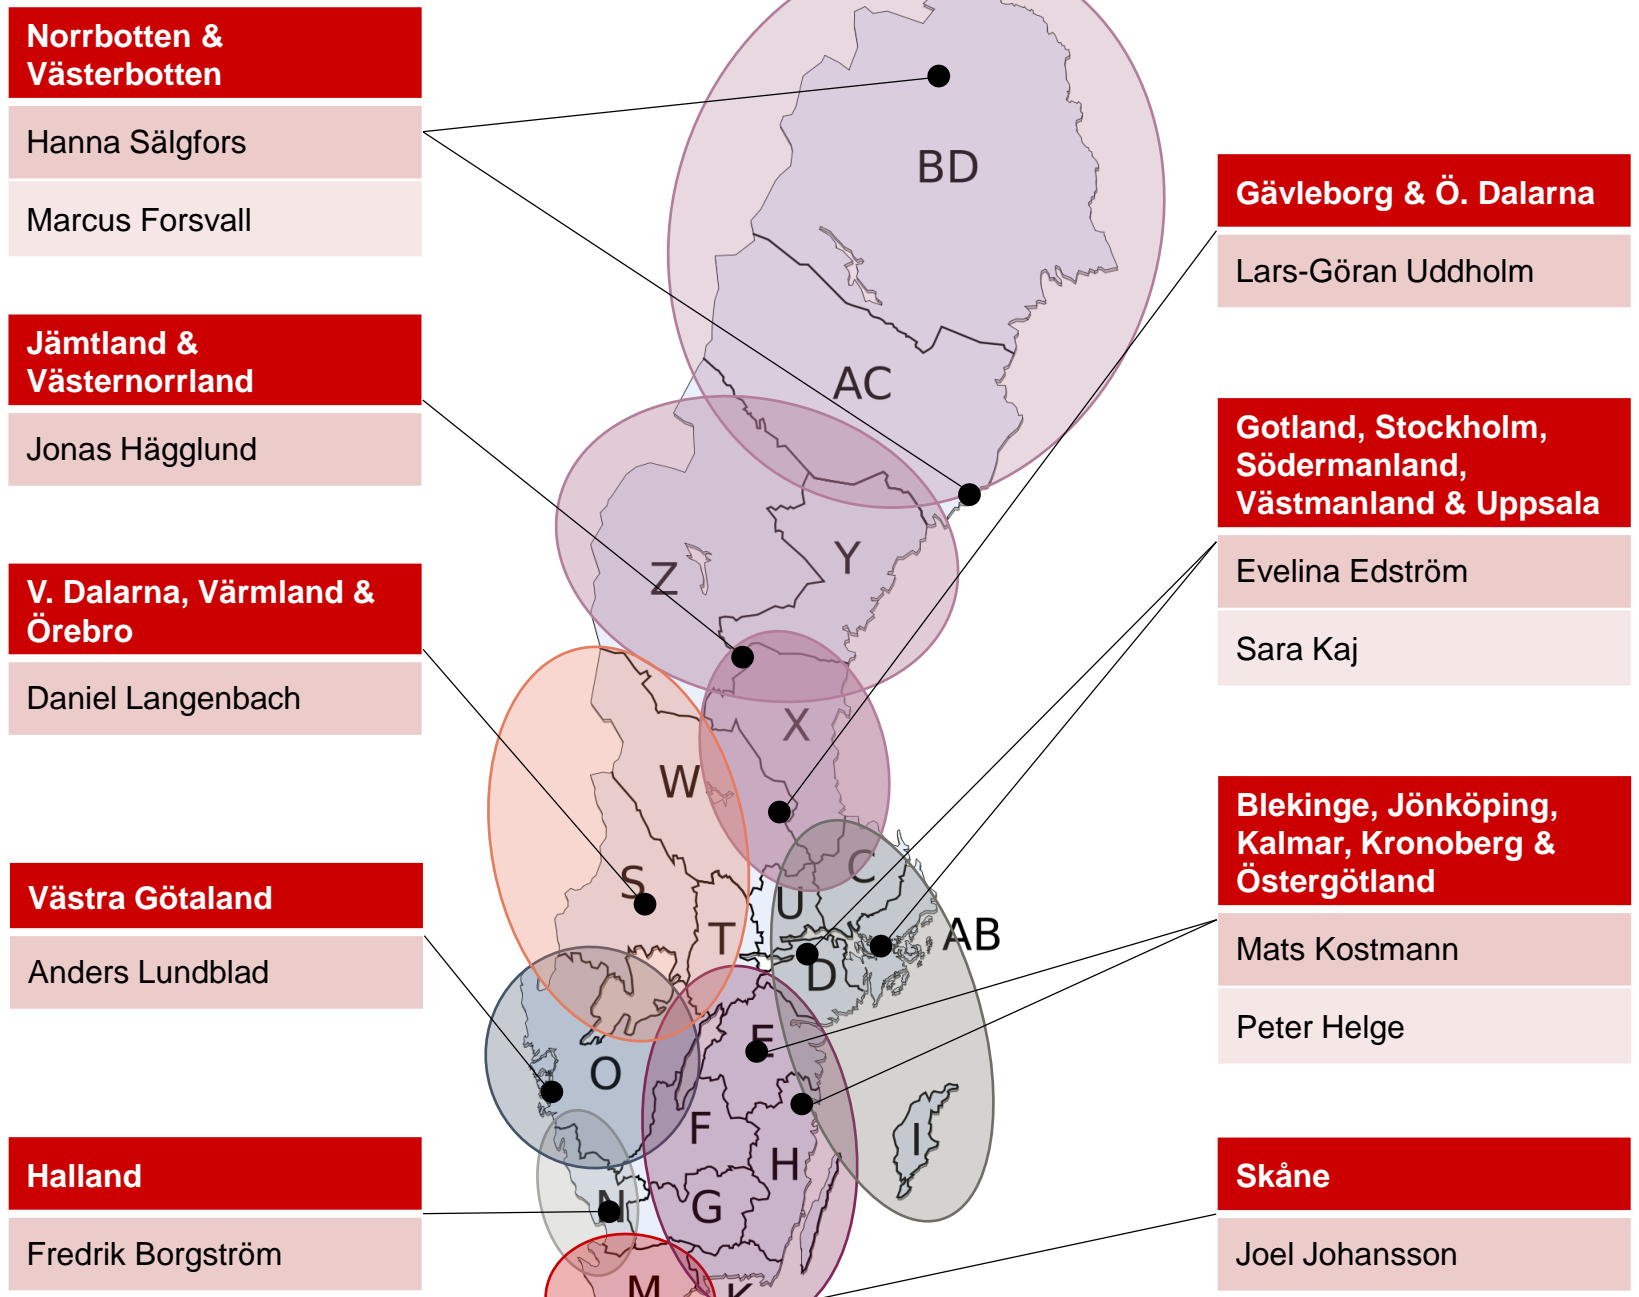 Norrbotten &
Västerbotten
Hanna Sälgfors
Marcus Forsvall
Jämtland &
Västernorrland
Jonas Hägglund
V. Dalarna, Värmland &
Örebro
Daniel Langenbach
Västra Götaland
Anders Lundblad
Halland
Fredrik Borgström
BD
AC
Y
Z
X
W
C
S
U
T
AB
D
E
O
F
I
H
N
G
M
K
Gävleborg & Ö. Dalarna
Lars-Göran Uddholm
Gotland, Stockholm,
Södermanland,
Västmanland & Uppsala
Evelina Edström
Sara Kaj
Blekinge, Jönköping,
Kalmar, Kronoberg &
Östergötland
Mats Kostmann
Peter Helge
Skåne
Joel Johansson